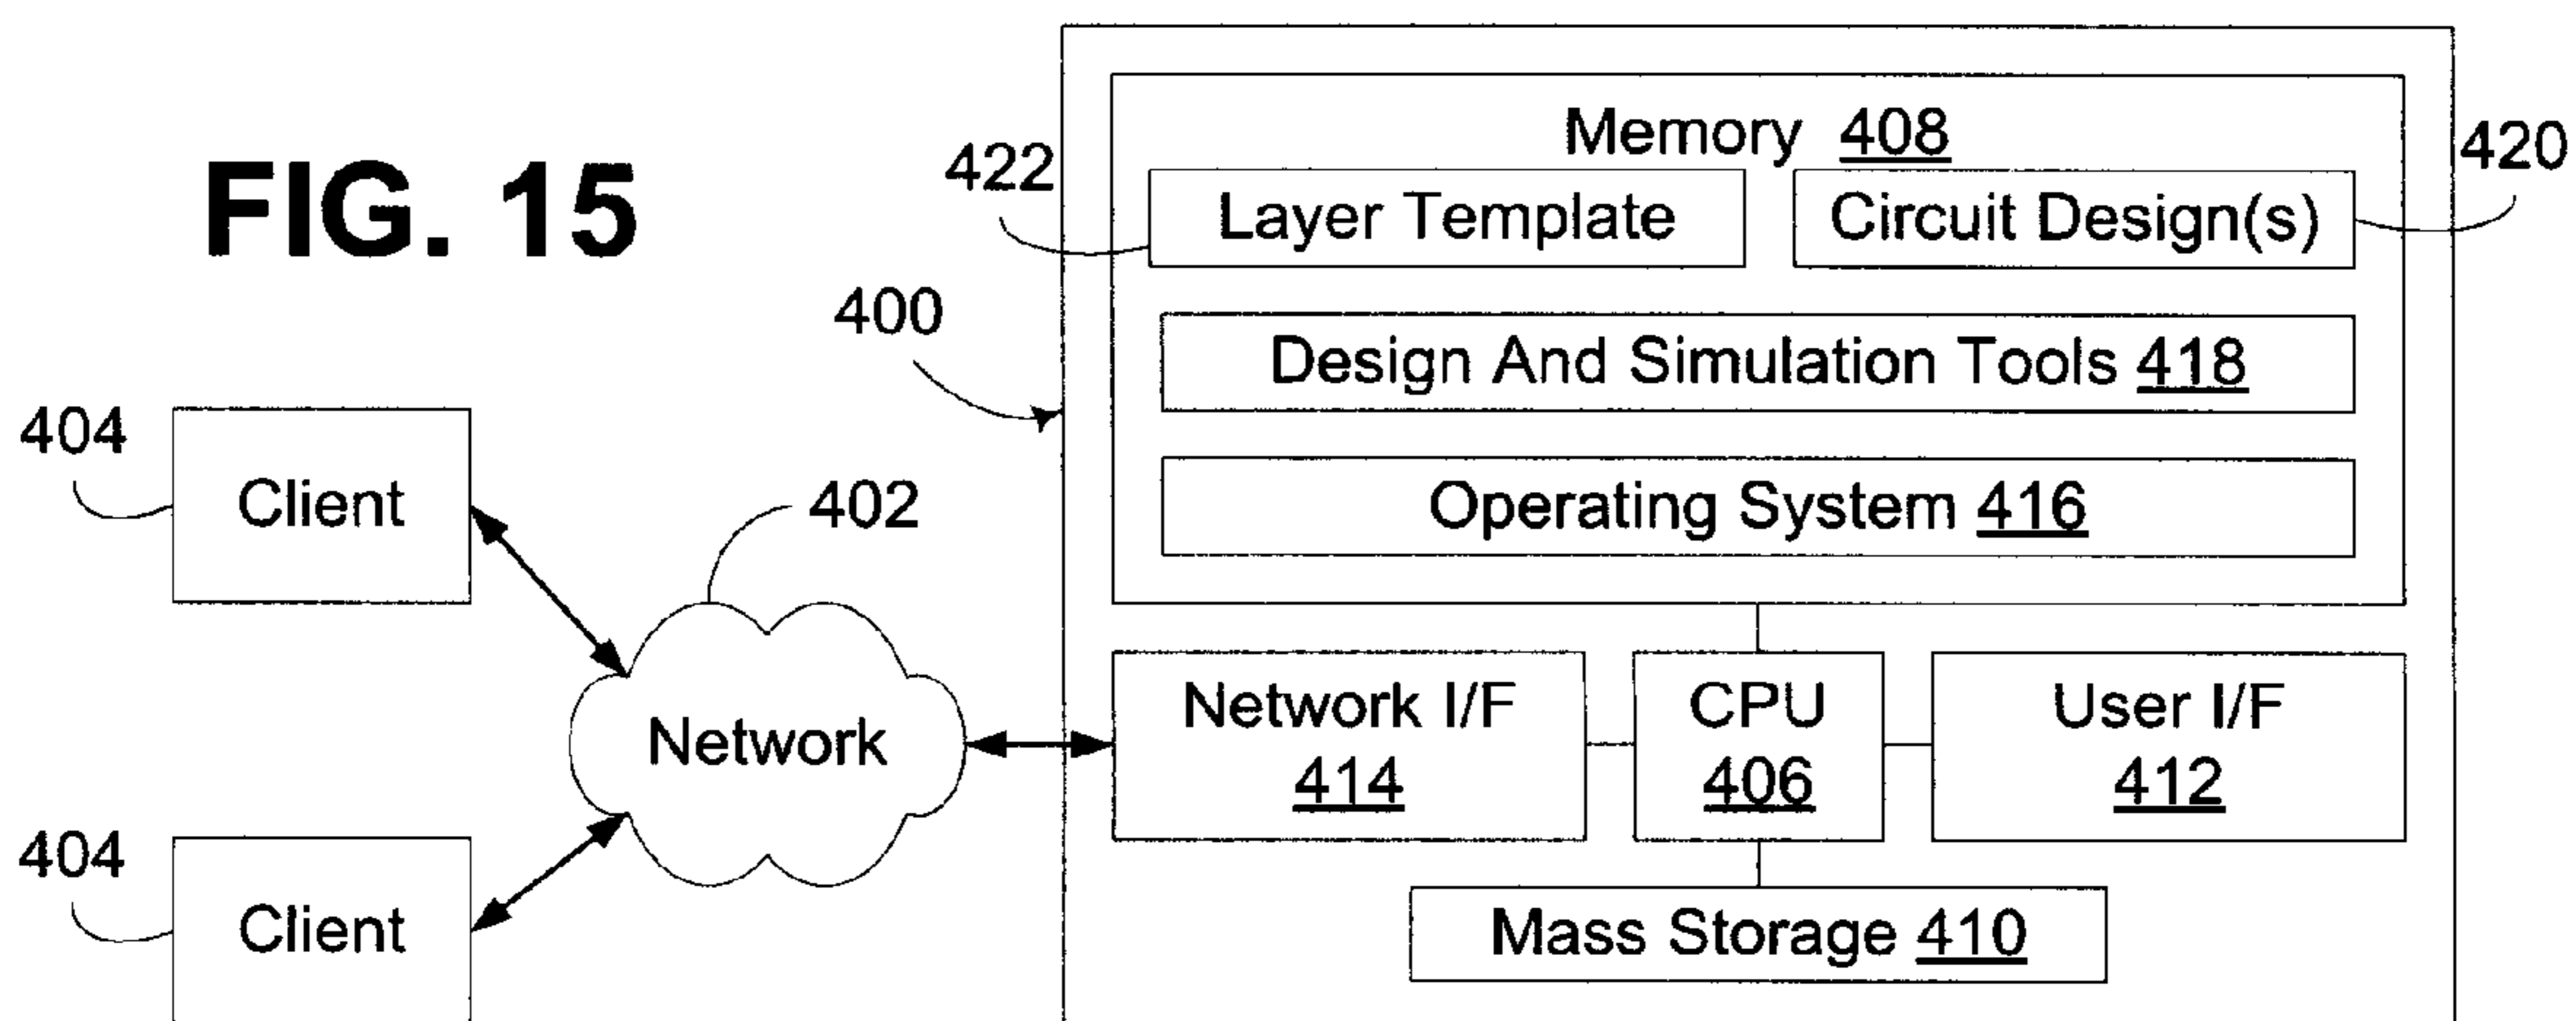 FIG. 15
Memory 408
422
420
Layer Template
Circuit Design(s)
400
Design And Simulation Tools 418
404
Client
402
Operating System 416
Network
Network I/F
414
CPU
406
User I/F
412
404
Client
Mass Storage 410